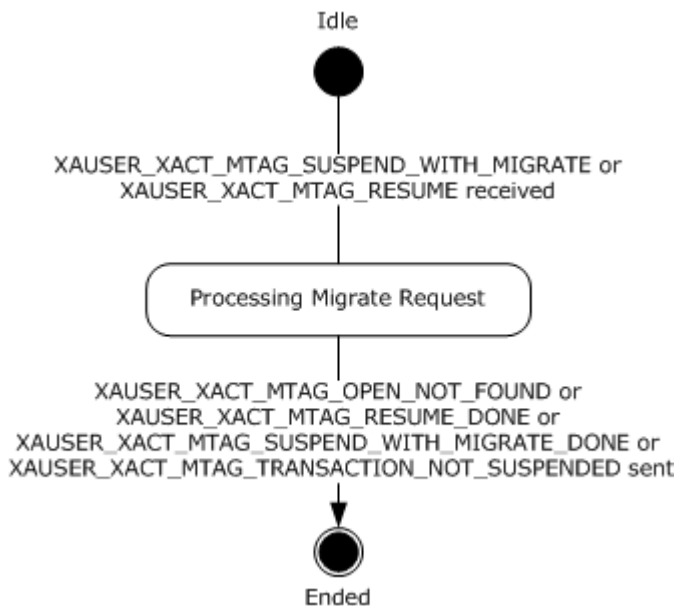 Idle
XAUSER_XACT_MTAG_SUSPEND_WITH_MIGRATE or
XAUSER_XACT_MTAG_RESUME received
Processing Migrate Request
XAUSER_XACT_MTAG_OPEN_NOT_FOUND or
XAUSER_XACT_MTAG_RESUME_DONE or
XAUSER_XACT_MTAG_SUSPEND_WITH_MIGRATE_DONE or
XAUSER_XACT_MTAG_TRANSACTION_NOT_SUSPENDED sent
Ended